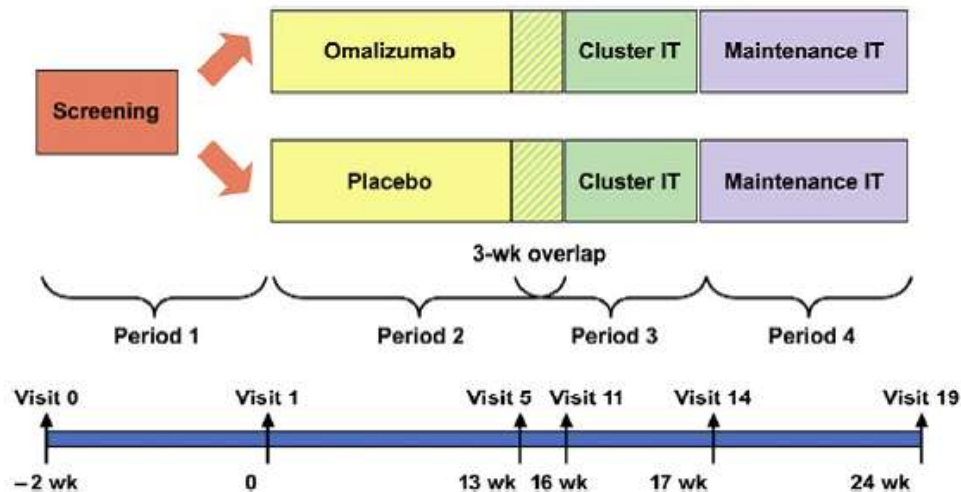 Omalizumab
Cluster IT
Maintenance IT
Screening
Placebo
Cluster IT
Maintenance IT
3-wk overlap
Period 1
Period 2
Period 3
Period 4
Visit 0
Visit 1
Visit 5
Visit 11
Visit 14
Visit 19
–2 wk
0
13 wk
16 wk
17 wk
24 wk